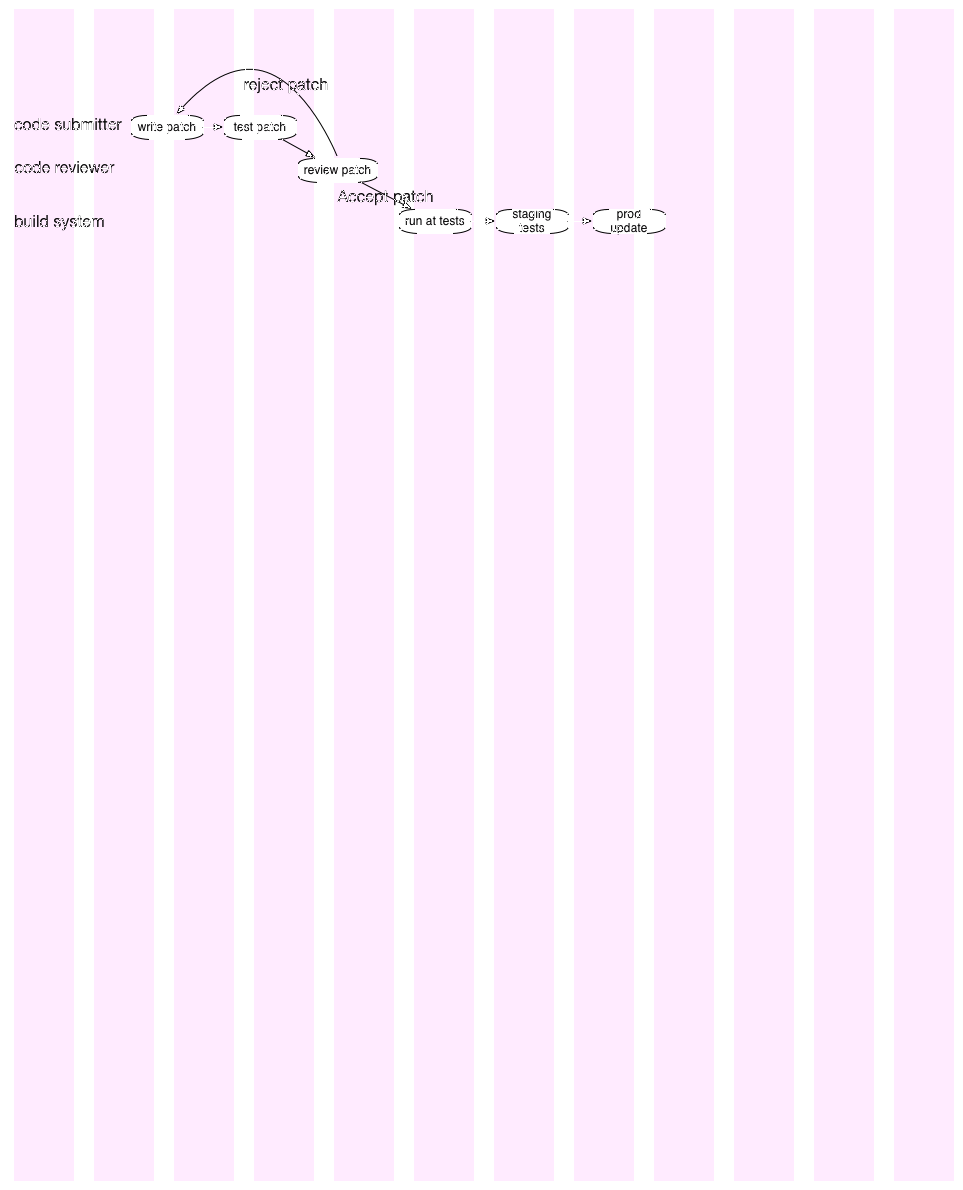 reject patch
code submitter
write patch
test patch
code reviewer
review patch
Accept patch
build system
run at tests
staging
tests
prod
update